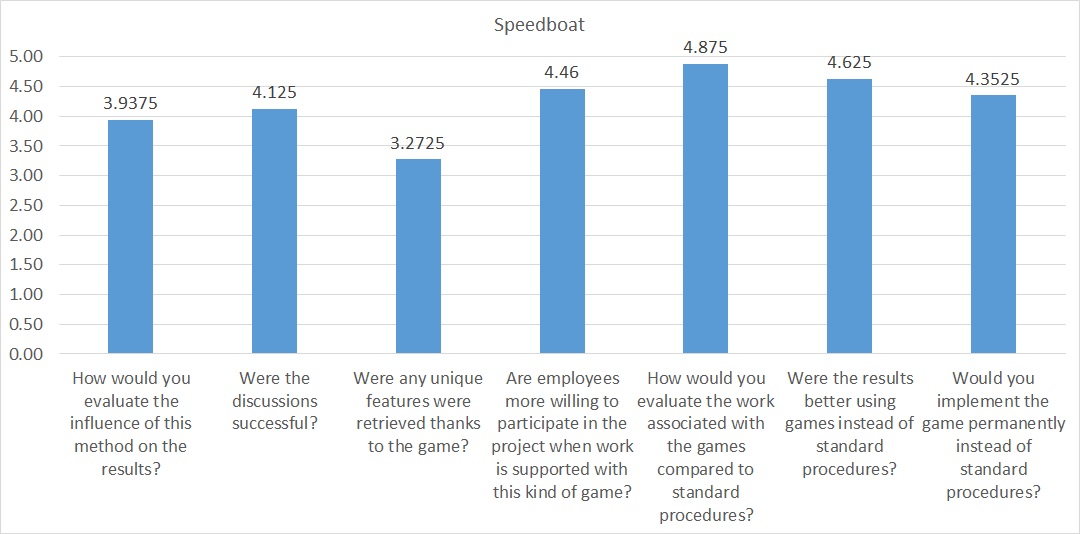 Speedboat
5.00
4.50
4.00
3.50
3.00
2.50
2.00
1.50
1.00
0.50
0.00
3.9375
4.125
3.2725
4.46
4.875
4.625
4.3525
How would you
evaluate the
influence of this
method on the
results?
Were the
discussions
successful?
Were any unique
features were
retrieved thanks
to the game?
Are employees
more willing to
participate in the
project when work
is supported with
this kind of game?
How would you
evaluate the work
associated with
the games
compared to
standard
procedures?
Were the results
better using
games instead of
standard
procedures?
Would you
implement the
game permanently
instead of
standard
procedures?